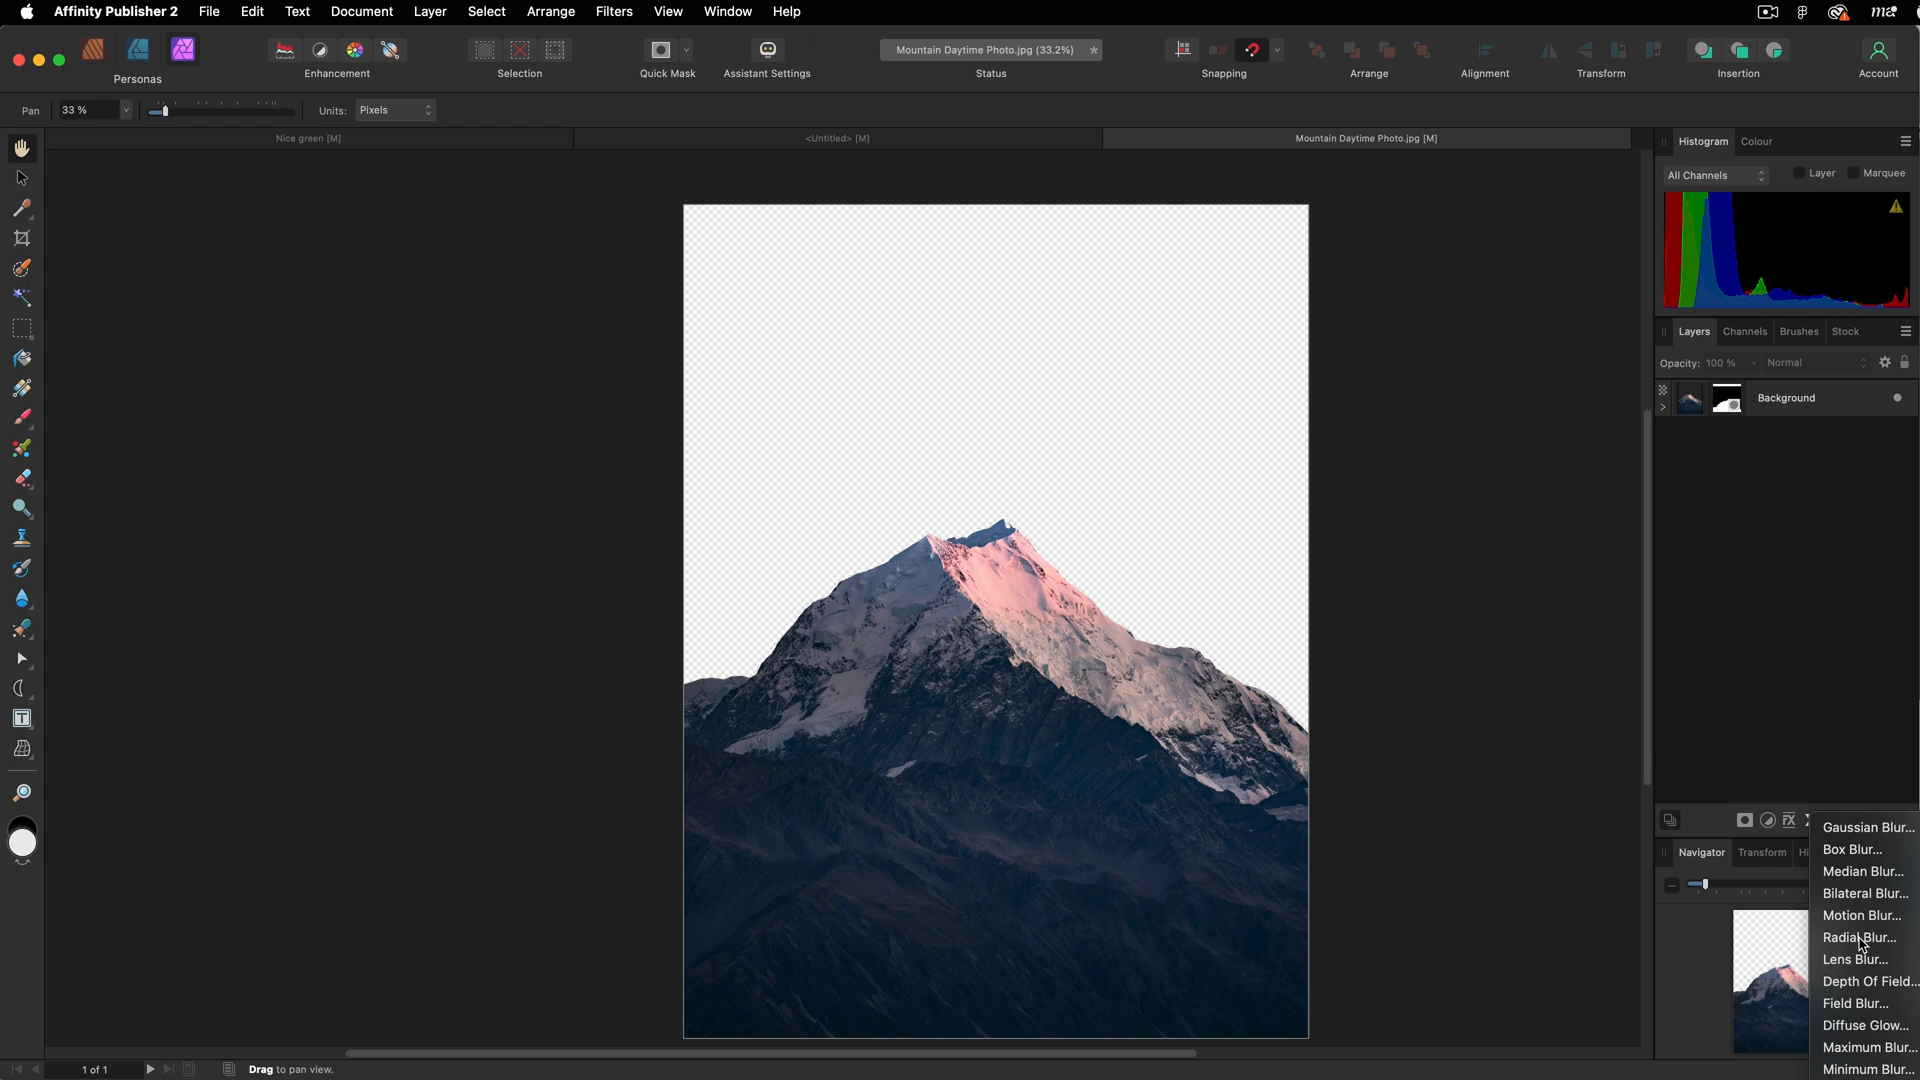 Affinity Publisher 2 File Edit Text Document Layer Select Arrange Filters View Window Help
Personas Enhancement Selection Quick Mask Assistant Settings Mountain Daytime Photo.jpg (33.2%) * Status Snapping Arrange Alignment Transform Insertion Account
Pan 33 % Units: Pixels
Nice green [M] <Untitled> [M] Mountain Daytime Photo.jpg [M]
Histogram Colour
All Channels Layer Marquee
Layers Channels Brushes Stock
Opacity: 100 % Normal
Background
Navigator Transform
Gaussian Blur...
Box Blur...
Median Blur...
Bilateral Blur...
Motion Blur...
Radial Blur...
Lens Blur...
Depth Of Field...
Field Blur...
Diffuse Glow...
Maximum Blur...
Minimum Blur...
1 of 1 Drag to pan view.